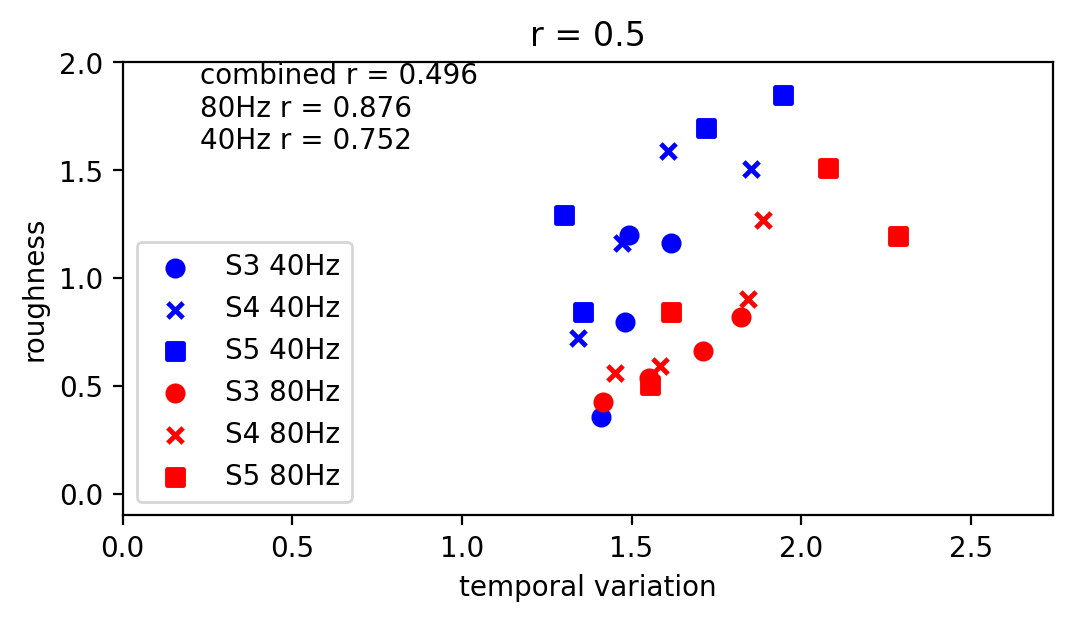 r = 0.5
combined r = 0.496
80Hz r = 0.876
40Hz r = 0.752
2.0
1.5
1.0
0.5
0.0
roughness
S3 40Hz
S4 40Hz
S5 40Hz
S3 80Hz
S4 80Hz
S5 80Hz
0.0 0.5 1.0 1.5 2.0 2.5
temporal variation